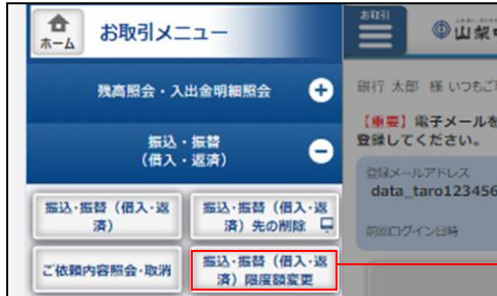 ホーム
お取引メニュー
残高照会・入出金明細照会
振込・振替
（借入・返済）
振込・振替（借入・返
済）
振込・振替（借入・返
済）先の削除
ご依頼内容照会・取消
振込・振替（借入・返
済）限度額変更
お取引
山梨
銀行 太郎 様 いつもご
【重要】電子メールを
登録してください。
登録メールアドレス
data_taro123456
前回ログイン日時